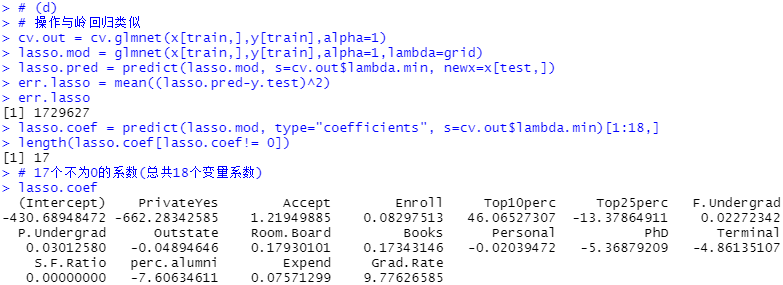 > # (d)
> # 操作与岭回归类似
> cv.out = cv.glmnet(x[train,],y[train],alpha=1)
> lasso.mod = glmnet(x[train,],y[train],alpha=1,lambda=grid)
> lasso.pred = predict(lasso.mod, s=cv.out$lambda.min, newx=x[test,])
> err.lasso = mean((lasso.pred-y.test)^2)
> err.lasso
[1] 1729627
> lasso.coef = predict(lasso.mod, type="coefficients", s=cv.out$lambda.min)[1:18,]
> length(lasso.coef[lasso.coef!= 0])
[1] 17
> # 17个不为0的系数(总共18个变量系数)
> lasso.coef
(Intercept) PrivateYes Accept Enroll Top10perc Top25perc F.Undergrad
-430.68948472 -662.28342585 1.21949885 0.08297513 46.06527307 -13.37864911 0.02272342
P.Undergrad Outstate Room.Board Books Personal PhD Terminal
0.03012580 -0.04894646 0.17930101 0.17343146 -0.02039472 -5.36879209 -4.86135107
S.F.Ratio perc.alumni Expend Grad.Rate
0.00000000 -7.60634611 0.07571299 9.77626585